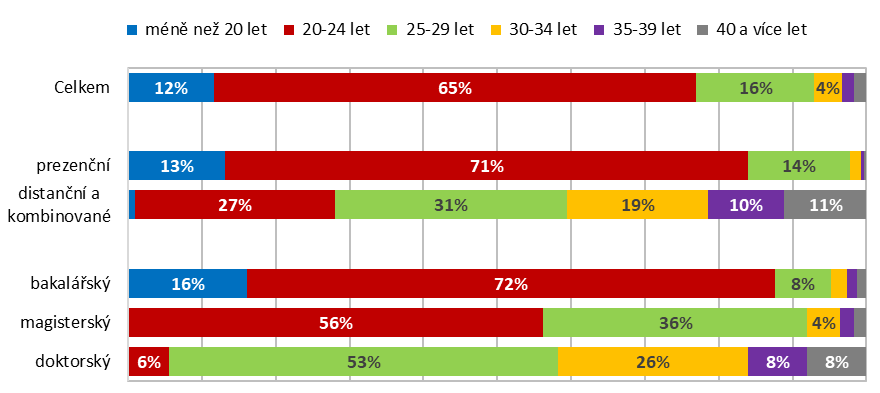 méně než 20 let 20-24 let 25-29 let 30-34 let 35-39 let 40 a více let
Celkem 12% 65% 16% 4%
prezenční 13% 71% 14%
distanční a
kombinované 27% 31% 19% 10% 11%
bakalářský 16% 72% 8%
magisterský 56% 36% 4%
doktorský 6% 53% 26% 8% 8%